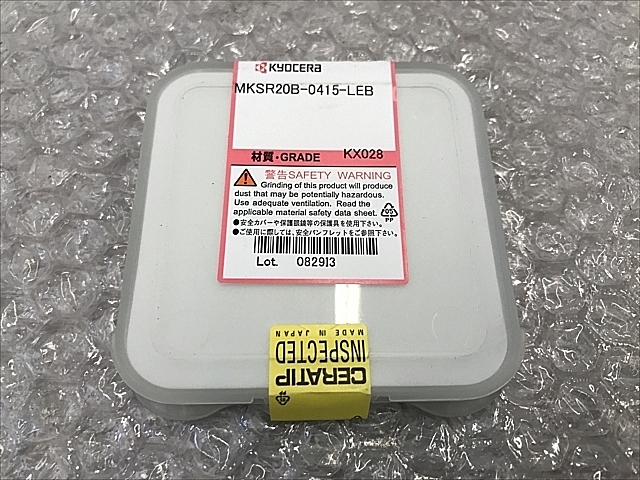 KYOCERA
MKSR20B-0415-LEB
材質・GRADE KX028
警告SAFETY WARNING
Grinding of this product will produce
dust that may be potentially hazardous.
Use adequate ventilation. Read the
applicable material safety data sheet.
PP
●安全カバーや保護眼鏡等の保護具を使用下さい。
●ご使用に際しては、安全パンフレットをご参照下さい。
Lot. 0829I3
CERATIP
INSPECTED
MADE IN JAPAN